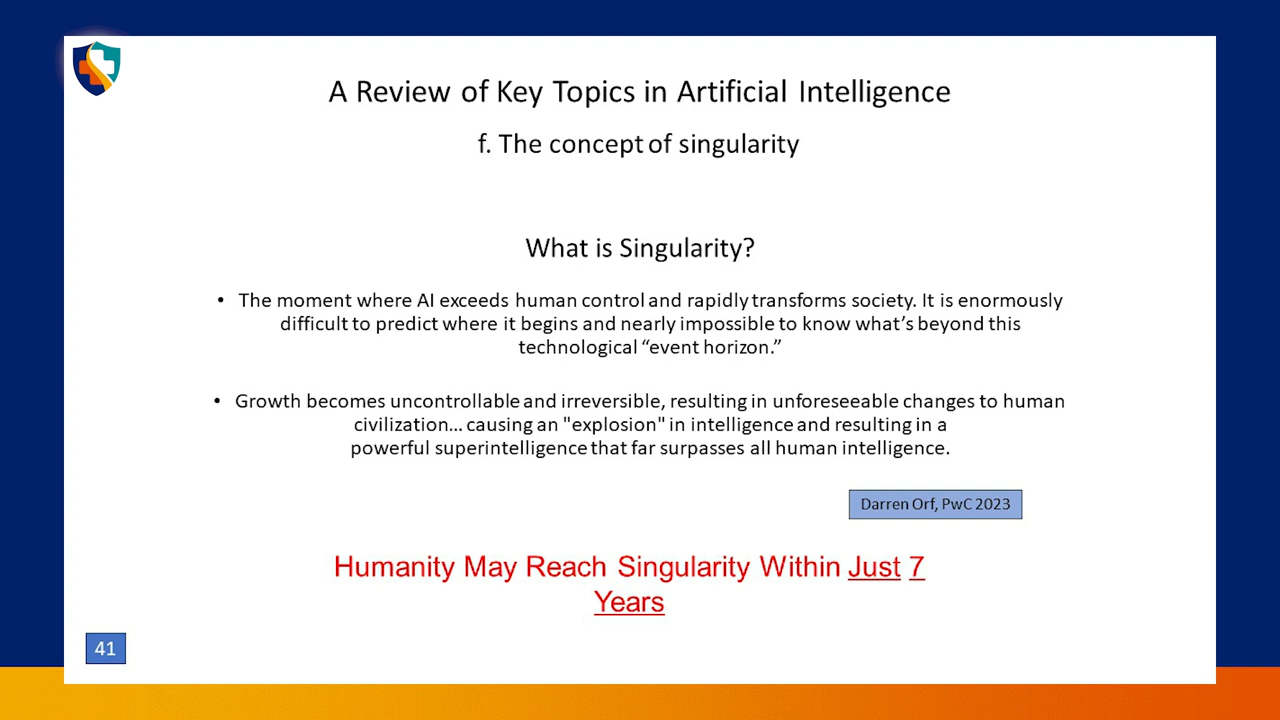 A Review of Key Topics in Artificial Intelligence
f. The concept of singularity
What is Singularity?
• The moment where AI exceeds human control and rapidly transforms society. It is enormously
difficult to predict where it begins and nearly impossible to know what’s beyond this
technological “event horizon.”
• Growth becomes uncontrollable and irreversible, resulting in unforeseeable changes to human
civilization... causing an "explosion" in intelligence and resulting in a
powerful superintelligence that far surpasses all human intelligence.
Darren Orf, PwC 2023
Humanity May Reach Singularity Within Just 7
Years
41